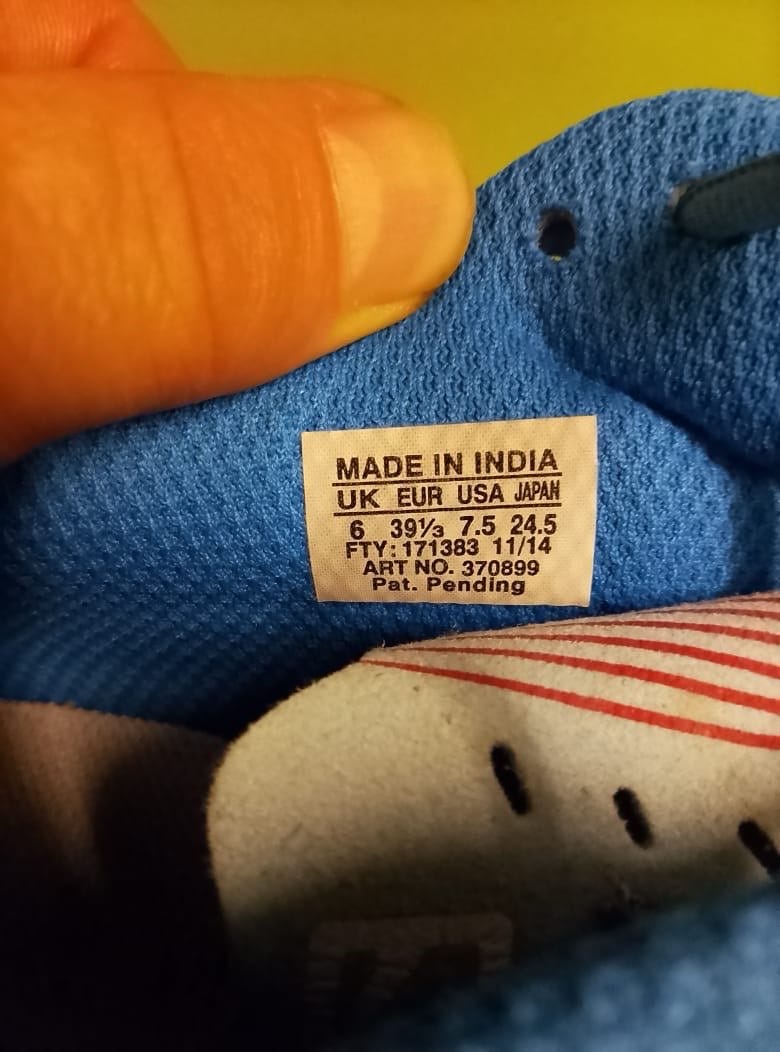 MADE IN INDIA
UK EUR USA JAPAN
6 39⅓ 7.5 24.5
FTY: 171383 11/14
ART NO. 370899
Pat. Pending